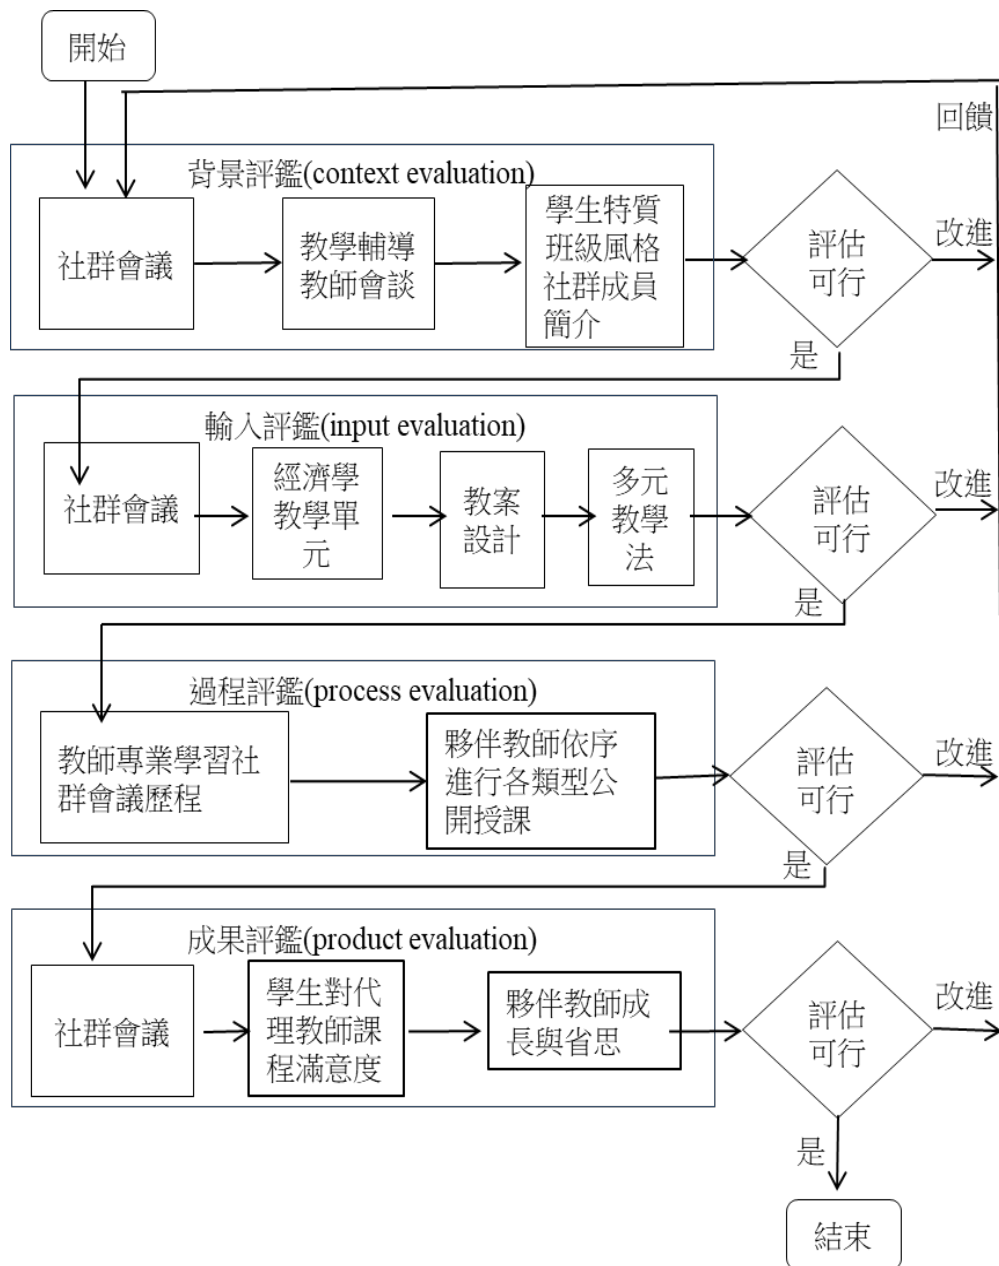 開始
回饋
背景評鑑(context evaluation)
社群會議
教學輔導
教師會談
學生特質
班級風格
社群成員
簡介
評估
可行
改進
是
輸入評鑑(input evaluation)
社群會議
經濟學
教學單
元
教案
設計
多元
教學
法
評估
可行
改進
是
過程評鑑(process evaluation)
教師專業學習社
群會議歷程
夥伴教師依序
進行各類型公
開授課
評估
可行
改進
是
成果評鑑(product evaluation)
社群會議
學生對代
理教師課
程滿意度
夥伴教師成
長與省思
評估
可行
改進
是
結束